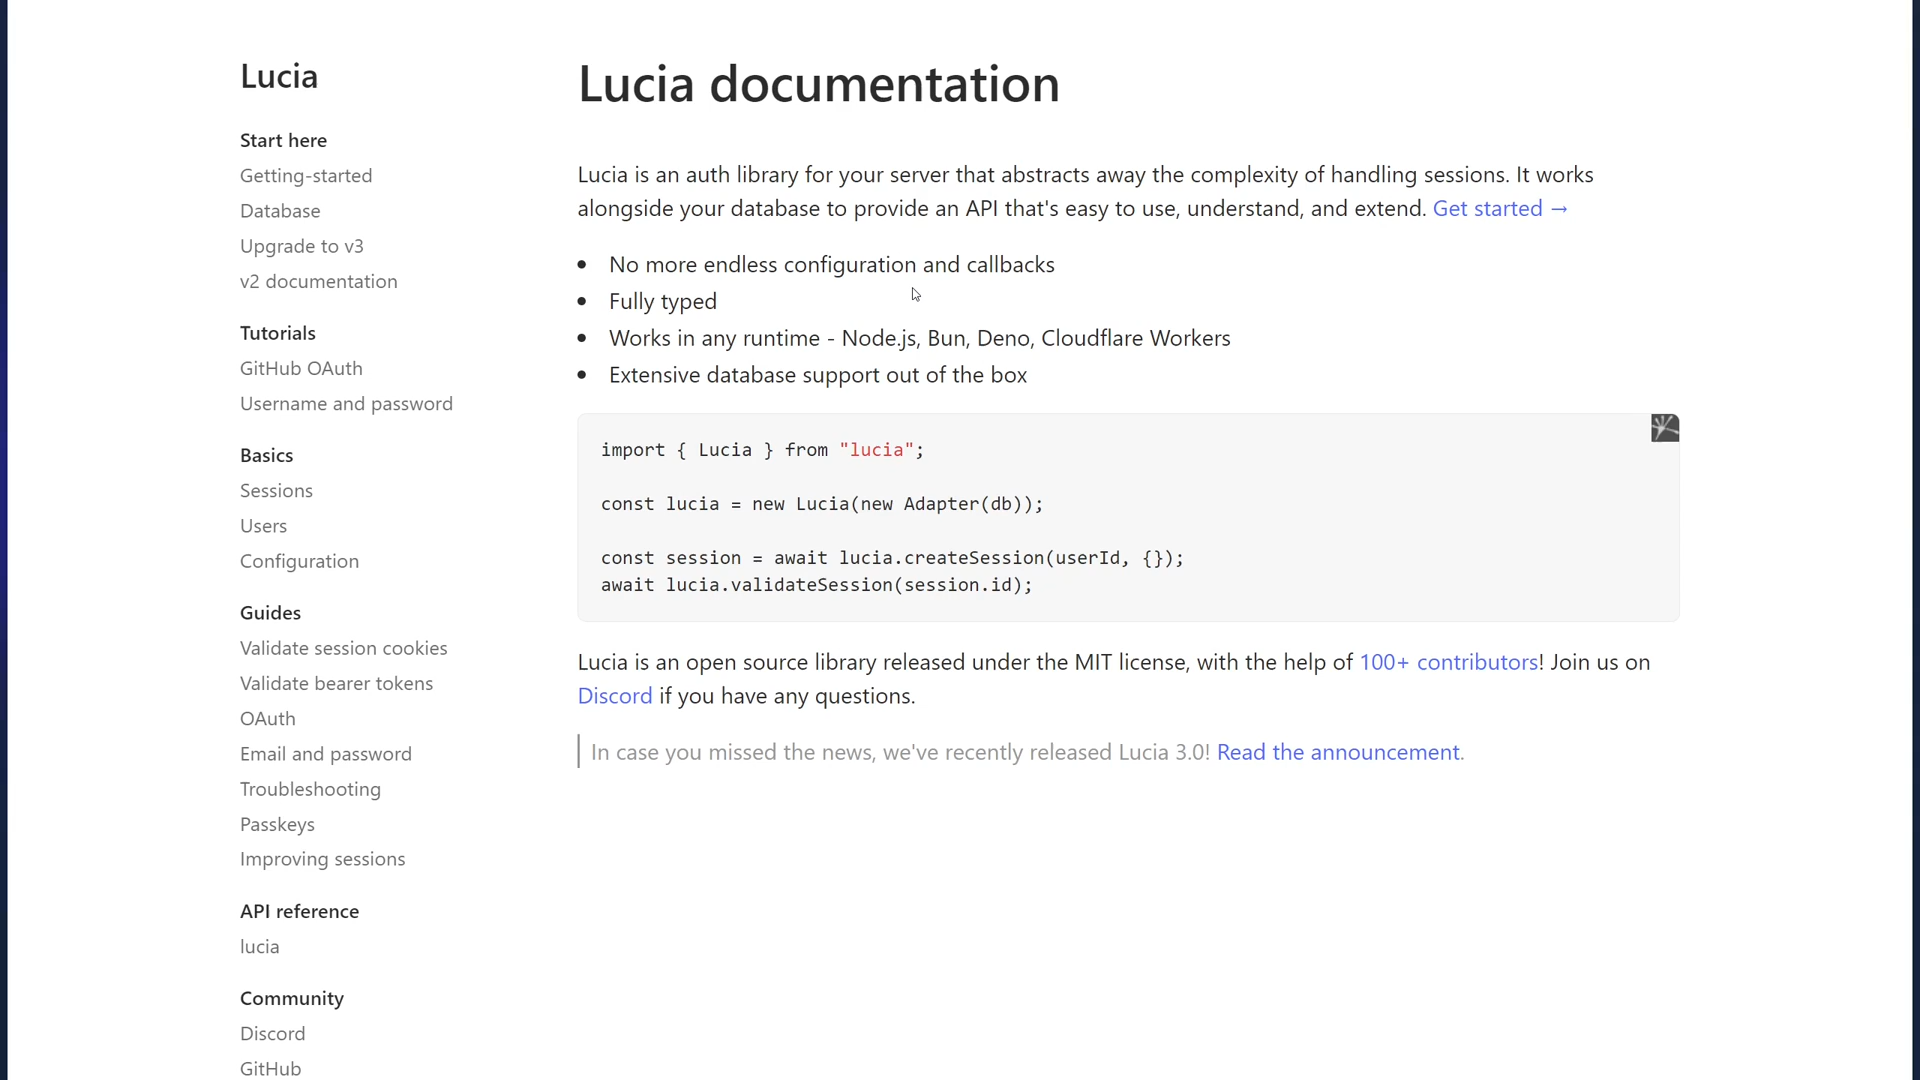 Lucia
Start here
Getting-started
Database
Upgrade to v3
v2 documentation
Tutorials
GitHub OAuth
Username and password
Basics
Sessions
Users
Configuration
Guides
Validate session cookies
Validate bearer tokens
OAuth
Email and password
Troubleshooting
Passkeys
Improving sessions
API reference
lucia
Community
Discord
GitHub
Lucia documentation
Lucia is an auth library for your server that abstracts away the complexity of handling sessions. It works
alongside your database to provide an API that's easy to use, understand, and extend. Get started →
• No more endless configuration and callbacks
• Fully typed
• Works in any runtime - Node.js, Bun, Deno, Cloudflare Workers
• Extensive database support out of the box
import { Lucia } from "lucia";
const lucia = new Lucia(new Adapter(db));
const session = await lucia.createSession(userId, {});
await lucia.validateSession(session.id);
Lucia is an open source library released under the MIT license, with the help of 100+ contributors! Join us on
Discord if you have any questions.
In case you missed the news, we've recently released Lucia 3.0! Read the announcement.